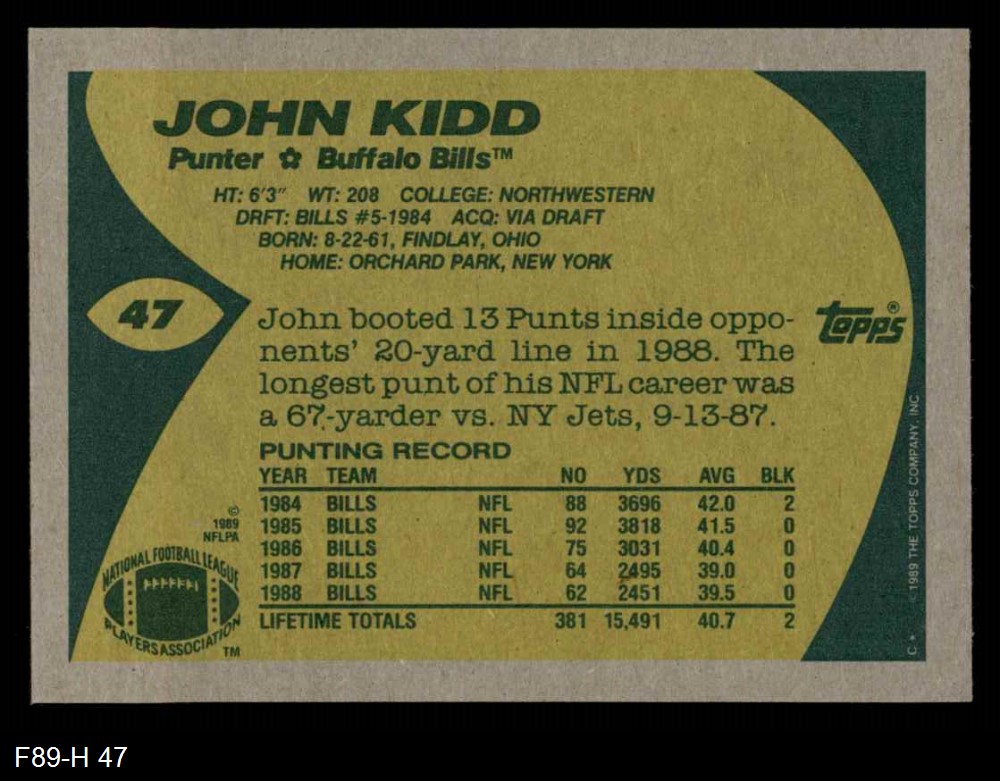 JOHN KIDD
Punter ✿ Buffalo Bills™
HT: 6'3" WT: 208 COLLEGE: NORTHWESTERN
DRFT: BILLS #5-1984 ACQ: VIA DRAFT
BORN: 8-22-61, FINDLAY, OHIO
HOME: ORCHARD PARK, NEW YORK
47
topps®
John booted 13 Punts inside oppo-
nents' 20-yard line in 1988. The
longest punt of his NFL career was
a 67-yarder vs. NY Jets, 9-13-87.
PUNTING RECORD
YEAR TEAM NO YDS AVG BLK
1984 BILLS NFL 88 3696 42.0 2
1985 BILLS NFL 92 3818 41.5 0
1986 BILLS NFL 75 3031 40.4 0
1987 BILLS NFL 64 2495 39.0 0
1988 BILLS NFL 62 2451 39.5 0
LIFETIME TOTALS 381 15,491 40.7 2
©
1989
NFLPA
NATIONAL FOOTBALL LEAGUE
PLAYERS ASSOCIATION
TM
C. * © 1989 THE TOPPS COMPANY, INC.
F89-H 47